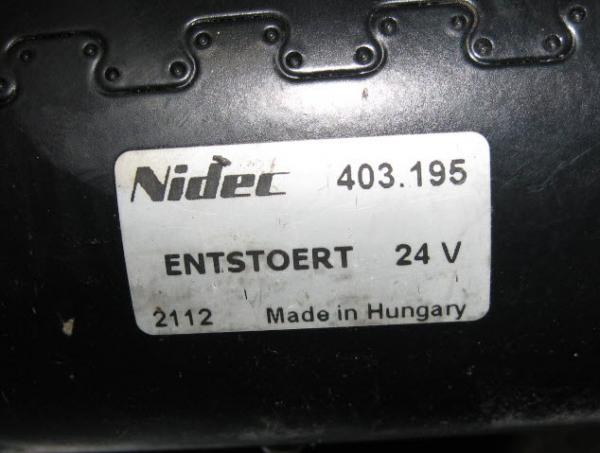 Nidec 403.195
ENTSTOERT 24 V
2112 Made in Hungary